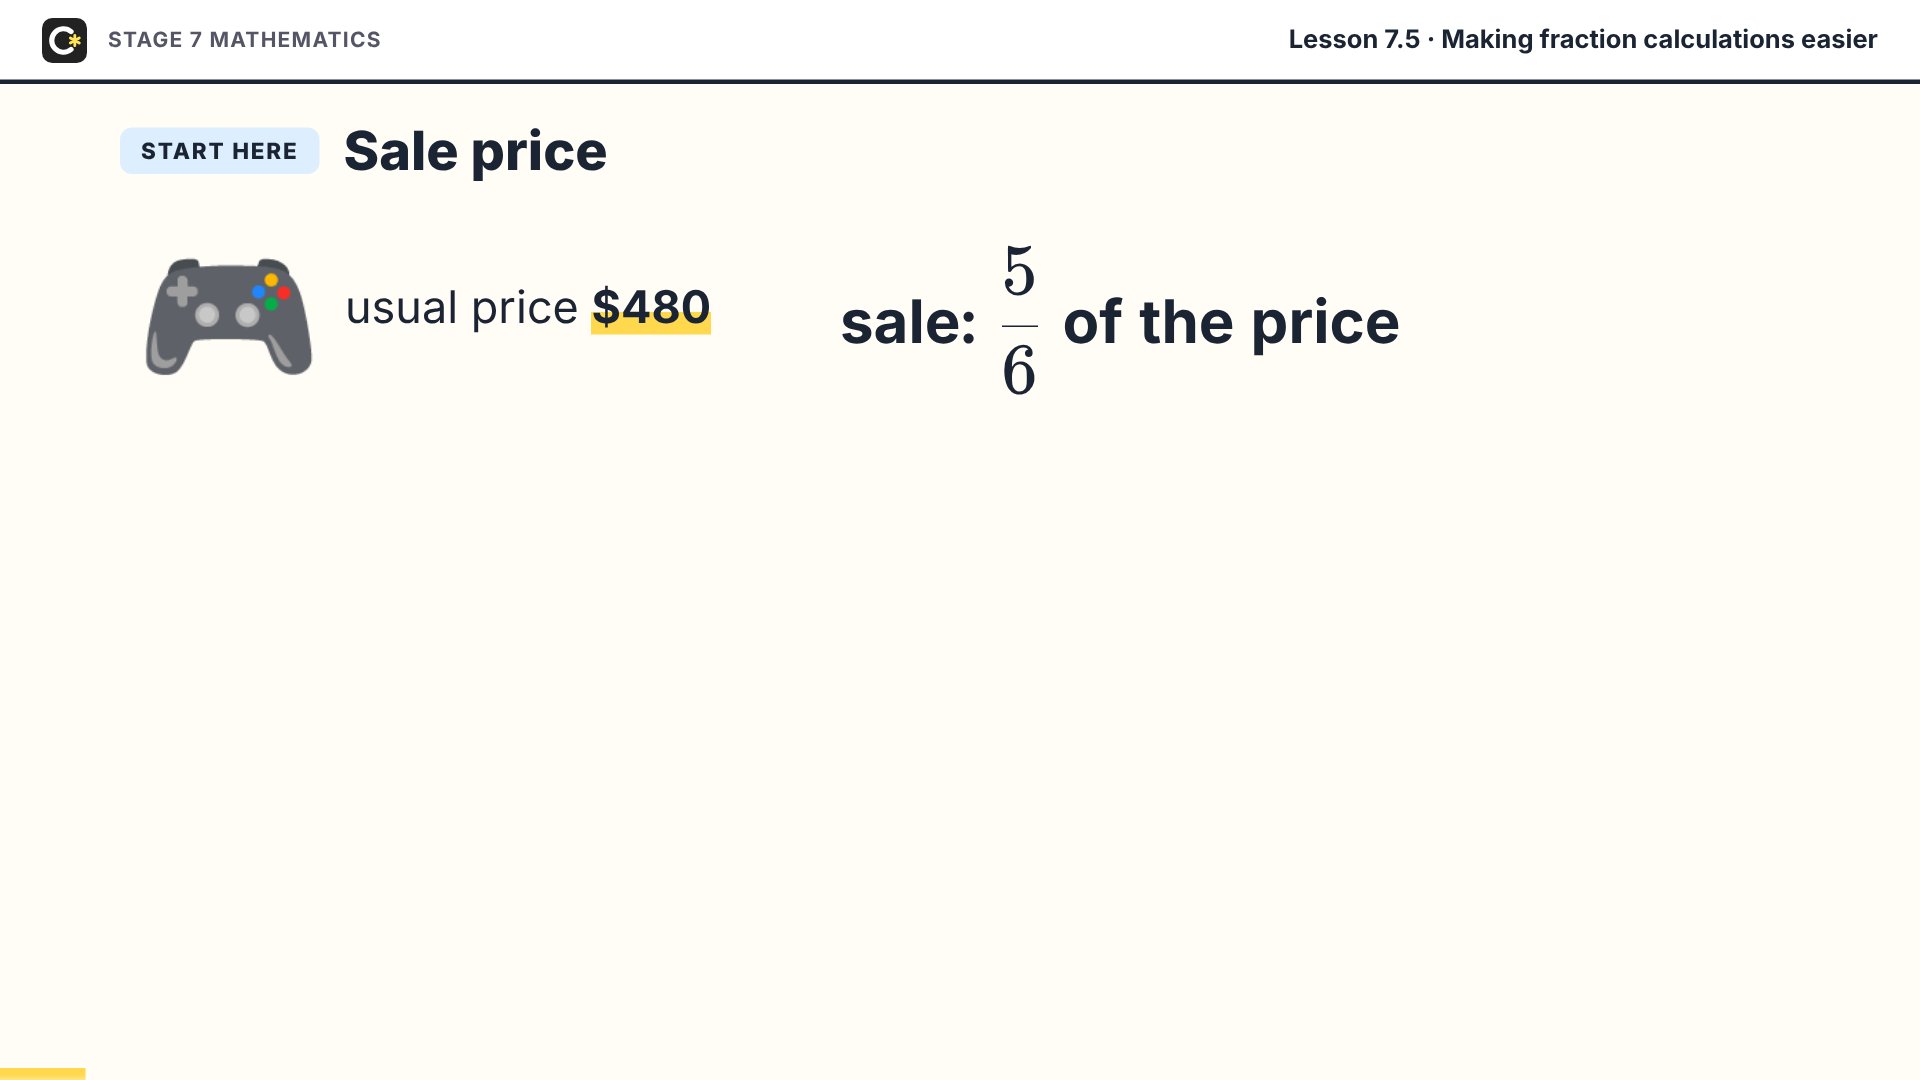 STAGE 7 MATHEMATICS
Lesson 7.5 · Making fraction calculations easier
START HERE
Sale price
usual price $480
sale: 5/6 of the price